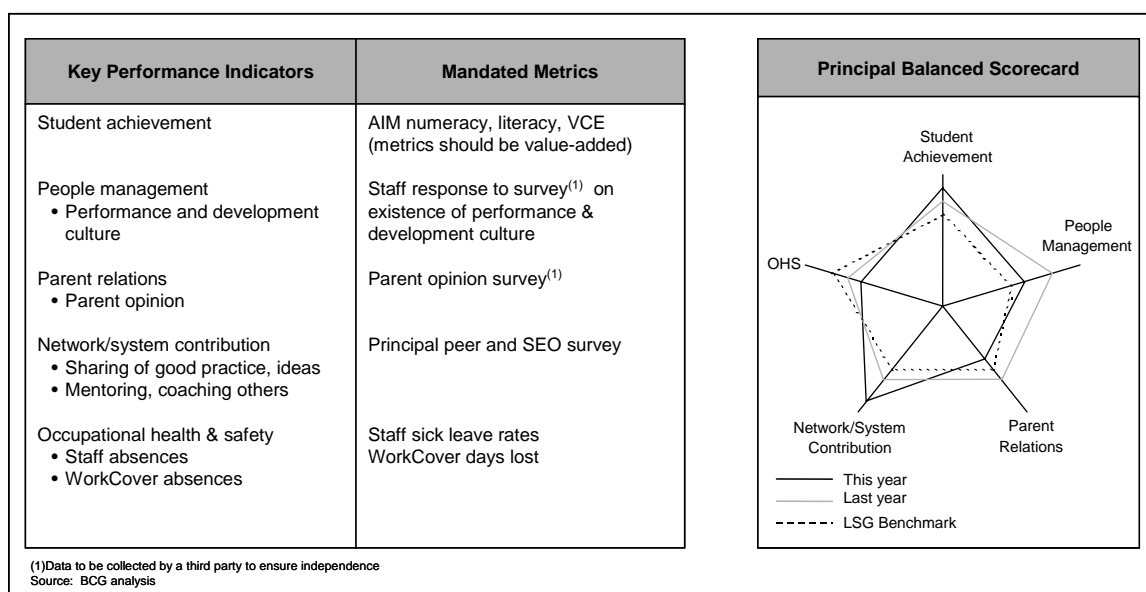 Key Performance Indicators
Mandated Metrics
Student achievement
AIM numeracy, literacy, VCE
(metrics should be value-added)
People management
• Performance and development
culture
Staff response to survey(1) on
existence of performance &
development culture
Parent relations
• Parent opinion
Parent opinion survey(1)
Network/system contribution
• Sharing of good practice, ideas
• Mentoring, coaching others
Principal peer and SEO survey
Occupational health & safety
• Staff absences
• WorkCover absences
Staff sick leave rates
WorkCover days lost
Principal Balanced Scorecard
Student
Achievement
People
Management
OHS
Network/System
Contribution
Parent
Relations
This year
Last year
LSG Benchmark
(1)Data to be collected by a third party to ensure independence
Source: BCG analysis